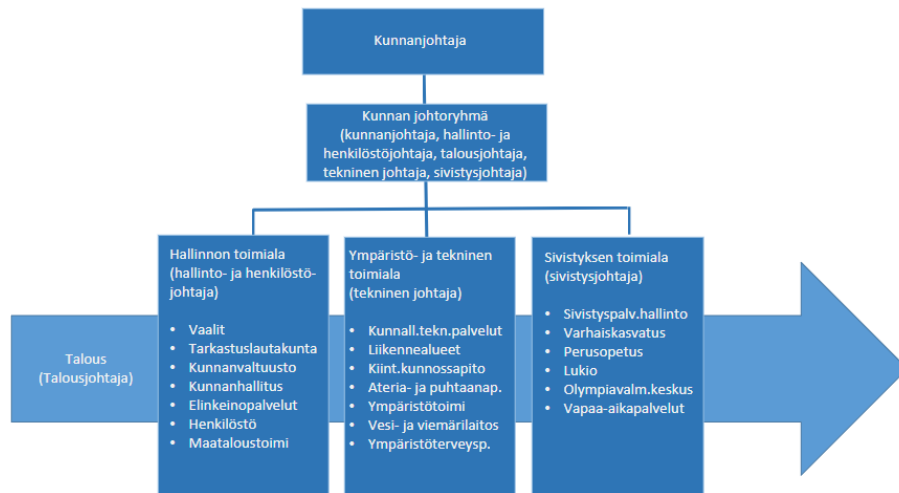 Kunnanjohtaja
Kunnan johtoryhmä
(kunnanjohtaja, hallinto- ja
henkilöstöjohtaja, talousjohtaja,
tekninen johtaja, sivistysjohtaja)
Talous
(Talousjohtaja)
Hallinnon toimiala
(hallinto- ja henkilöstö-
johtaja)
• Vaalit
• Tarkastuslautakunta
• Kunnanvaltuusto
• Kunnanhallitus
• Elinkeinopalvelut
• Henkilöstö
• Maataloustoimi
Ympäristö- ja tekninen
toimiala
(tekninen johtaja)
• Kunnall.tekn.palvelut
• Liikennealueet
• Kiint.kunnossapito
• Ateria- ja puhtaanap.
• Ympäristötoimi
• Vesi- ja viemärilaitos
• Ympäristöterveysp.
Sivistyksen toimiala
(sivistysjohtaja)
• Sivistyspalv.hallinto
• Varhaiskasvatus
• Perusopetus
• Lukio
• Olympiavalm.keskus
• Vapaa-aikapalvelut